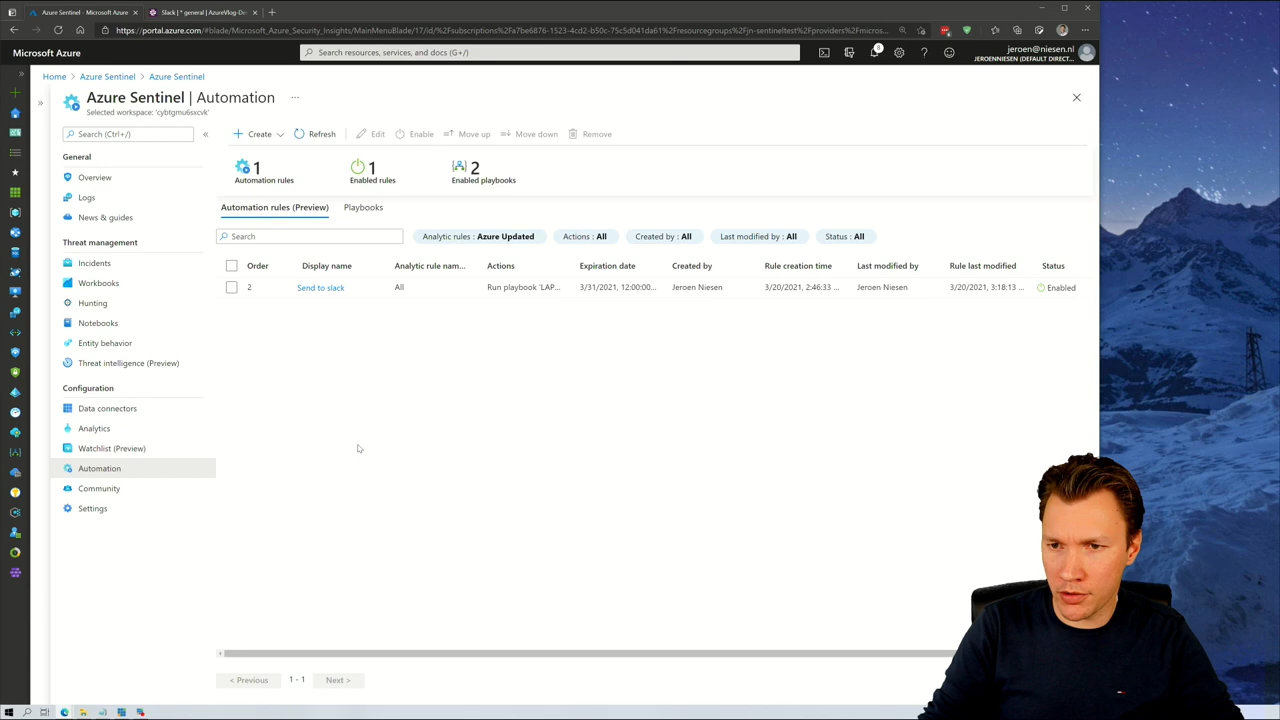 Azure Sentinel - Microsoft Azure
Slack | * general | AzureVlog-De
https://portal.azure.com/#blade/Microsoft_Azure_Security_Insights/MainMenuBlade/17/id/%2Fsubscriptions%2Fa7be6876-1523-4cd2-b50c-75c5d041da61%2Fresourcegroups%2Fjn-sentineltest%2Fproviders%2Fmicros...
Microsoft Azure
Search resources, services, and docs (G+/)
8
jeroen@niesen.nl
JEROENNIESEN (DEFAULT DIRECT...
Home > Azure Sentinel > Azure Sentinel
Azure Sentinel | Automation ...
Selected workspace: 'cybtgmu6sxcvk'
Search (Ctrl+/)
General
Overview
Logs
News & guides
Threat management
Incidents
Workbooks
Hunting
Notebooks
Entity behavior
Threat intelligence (Preview)
Configuration
Data connectors
Analytics
Watchlist (Preview)
Automation
Community
Settings
Create Refresh Edit Enable Move up Move down Remove
1 1 2
Automation rules Enabled rules Enabled playbooks
Automation rules (Preview) Playbooks
Search Analytic rules : Azure Updated Actions : All Created by : All Last modified by : All Status : All
Order Display name Analytic rule nam... Actions Expiration date Created by Rule creation time Last modified by Rule last modified Status
2 Send to slack All Run playbook 'LAP... 3/31/2021, 12:00:00... Jeroen Niesen 3/20/2021, 2:46:33 ... Jeroen Niesen 3/20/2021, 3:18:13 ... Enabled
< Previous 1 - 1 Next >